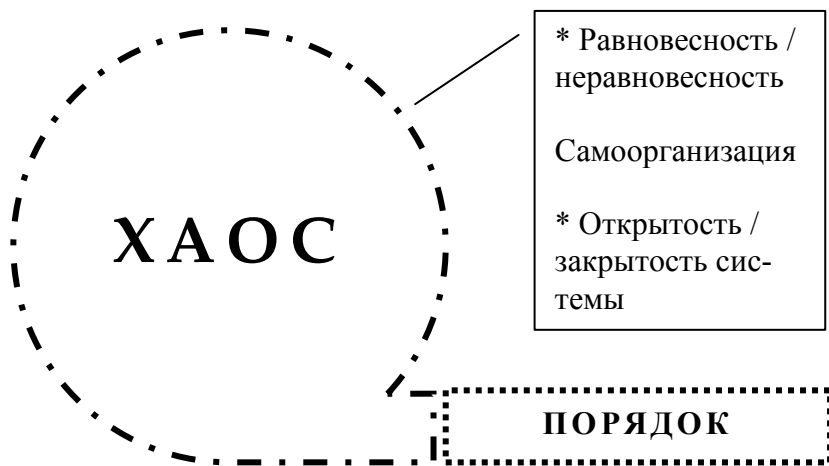 * Равновесность /
неравновесность
Самоорганизация
* Открытость /
закрытость сис-
темы
ХАОС
ПОРЯДОК